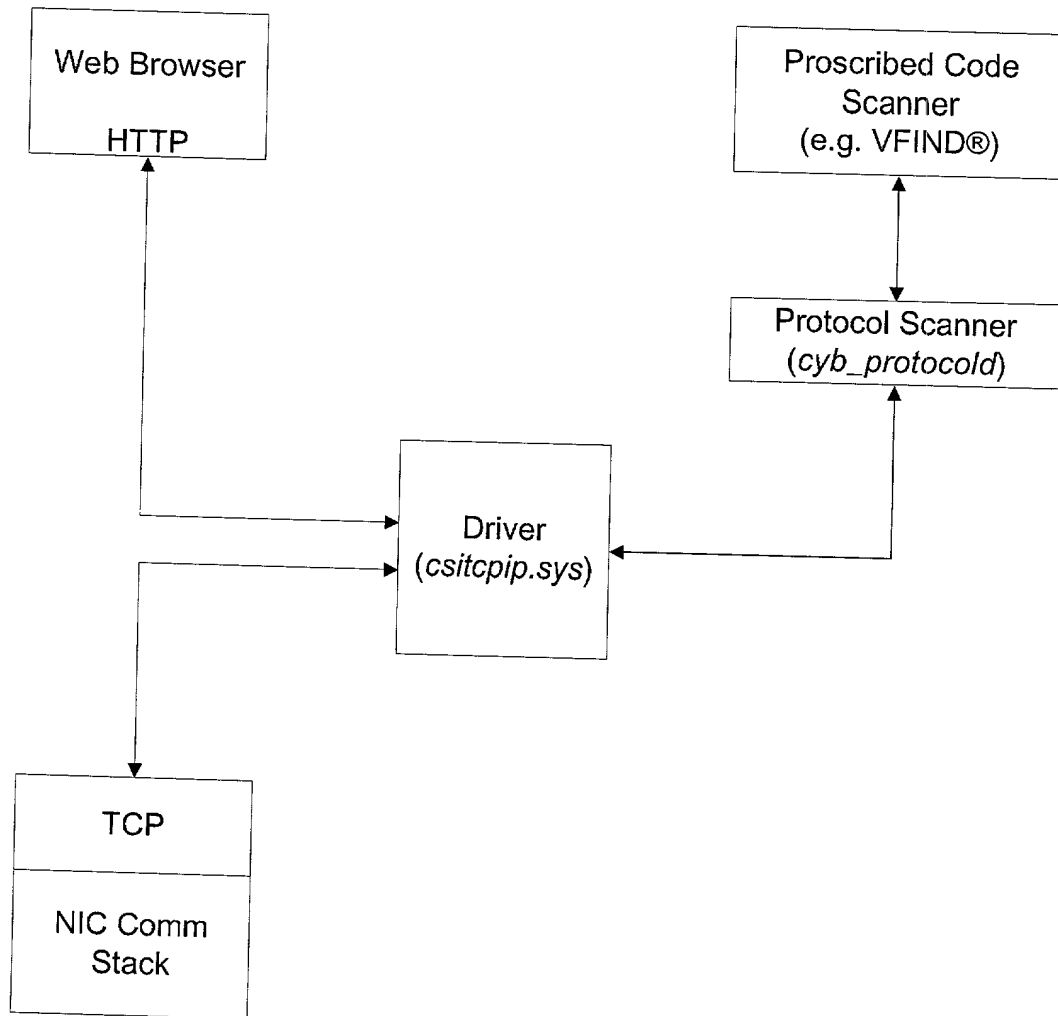 Web Browser
HTTP
Proscribed Code
Scanner
(e.g. VFIND®)
Protocol Scanner
(cyb_protocold)
Driver
(csitcpip.sys)
TCP
NIC Comm
Stack